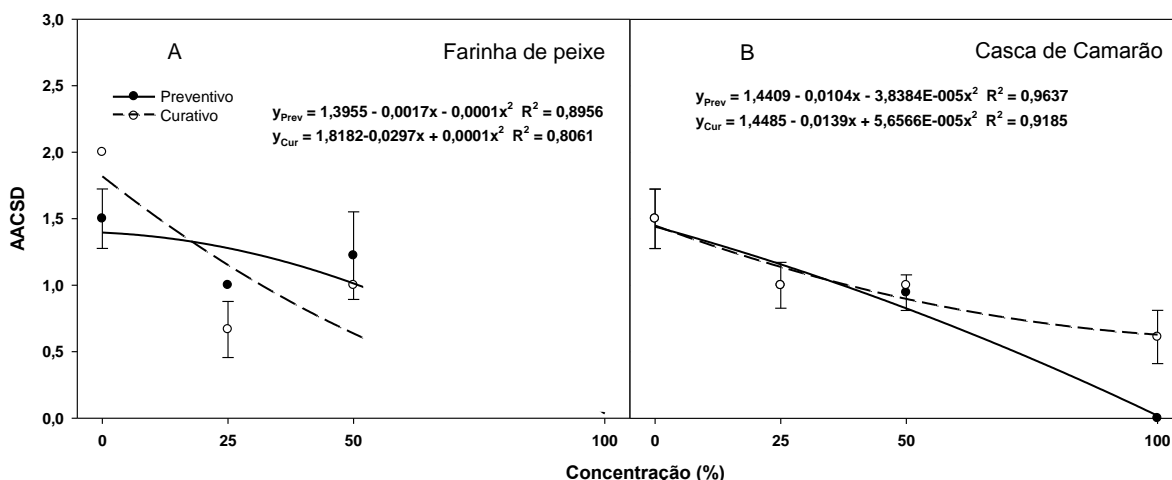 3,0
2,5
2,0
1,5
1,0
0,5
0,0
AACSD
A
Farinha de peixe
Preventivo
Curativo
yPrev = 1,3955 - 0,0017x - 0,0001x² R² = 0,8956
yCur = 1,8182-0,0297x + 0,0001x² R² = 0,8061
B
Casca de Camarão
yPrev = 1,4409 - 0,0104x - 3,8384E-005x² R² = 0,9637
yCur = 1,4485 - 0,0139x + 5,6566E-005x² R² = 0,9185
0 25 50 100
0 25 50 100
Concentração (%)